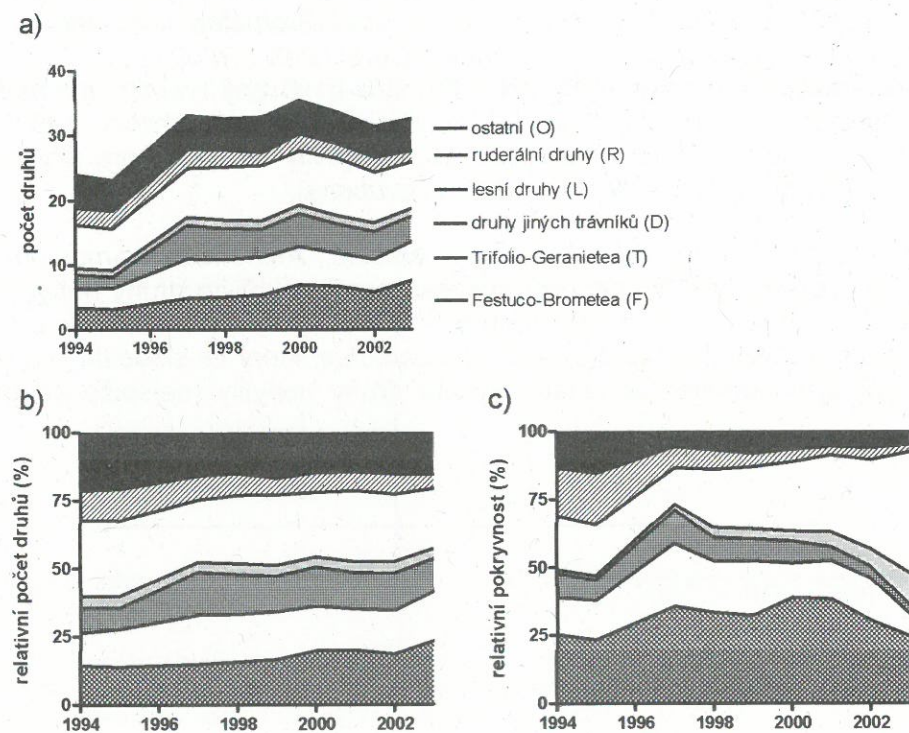 a)
počet druhů
40
30
20
10
0
1994 1996 1998 2000 2002
ostatní (O)
ruderální druhy (R)
lesní druhy (L)
druhy jiných trávníků (D)
Trifolio-Geranietea (T)
Festuco-Brometea (F)
b)
relativní počet druhů (%)
100
75
50
25
0
1994 1996 1998 2000 2002
c)
relativní pokryvnost (%)
100
75
50
25
0
1994 1996 1998 2000 2002